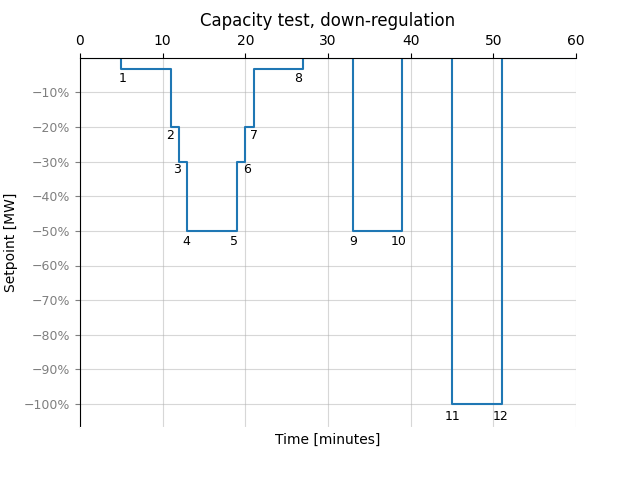 Capacity test, down-regulation
0 10 20 30 40 50 60
Setpoint [MW]
−10%
−20%
−30%
−40%
−50%
−60%
−70%
−80%
−90%
−100%
1 8
2 7
3 6
4 5 9 10
11 12
Time [minutes]